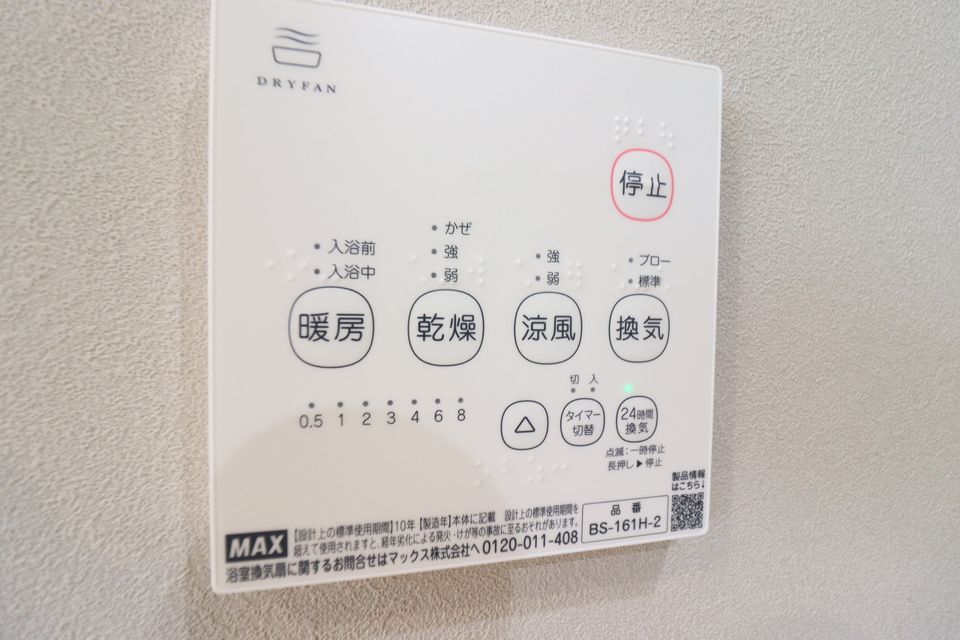 DRYFAN
停止
入浴前
入浴中
暖房
かぜ
強
弱
乾燥
強
弱
涼風
ブロー
標準
換気
0.5 1 2 3 4 6 8
△
切 入
タイマー
切替
24時間
換気
点滅：一時停止
長押し▶停止
製品情報
はこちら↓
MAX
【設計上の標準使用期間】10年【製造年】本体に記載 設計上の標準使用期間を
超えて使用されますと、経年劣化による発火・けが等の事故に至るおそれがあります。
浴室換気扇に関するお問合せはマックス株式会社へ 0120-011-408
品番
BS-161H-2